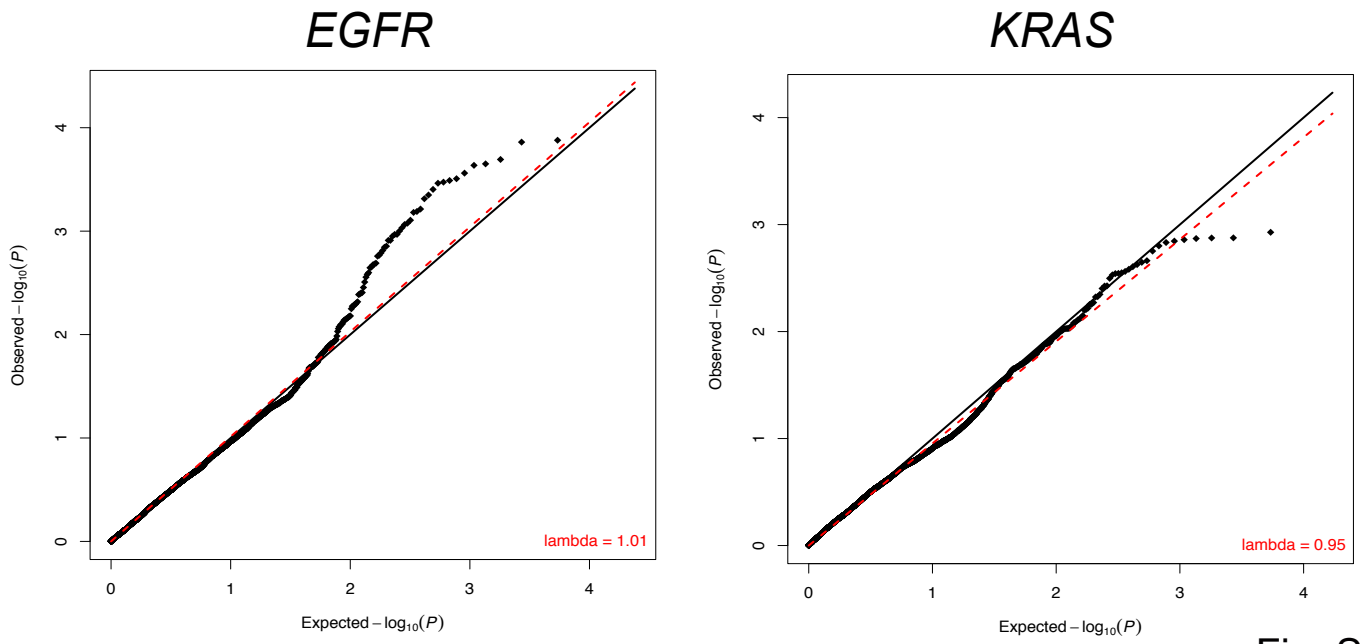 EGFR
KRAS
4
3
2
1
0
Observed −log10(P)
lambda = 1.01
0 1 2 3 4
Expected −log10(P)
4
3
2
1
0
Observed −log10(P)
lambda = 0.95
0 1 2 3 4
Expected −log10(P)